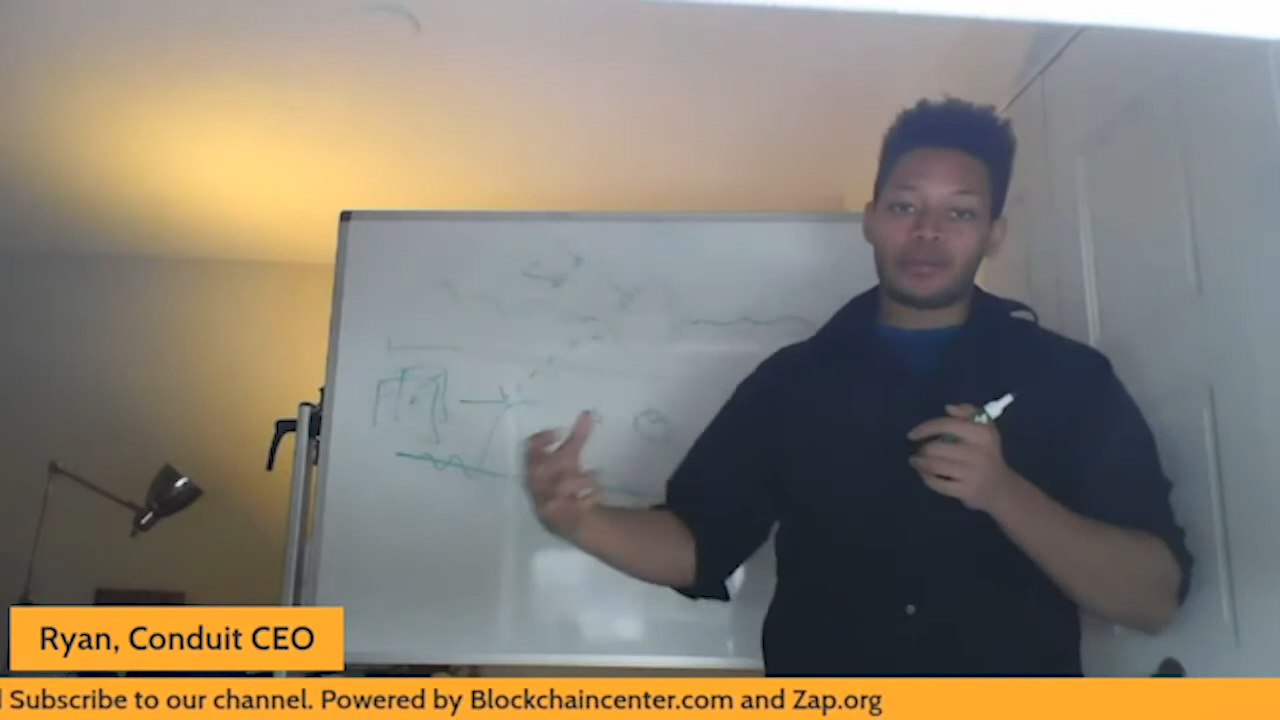 Ryan, Conduit CEO
Subscribe to our channel. Powered by Blockchaincenter.com and Zap.org